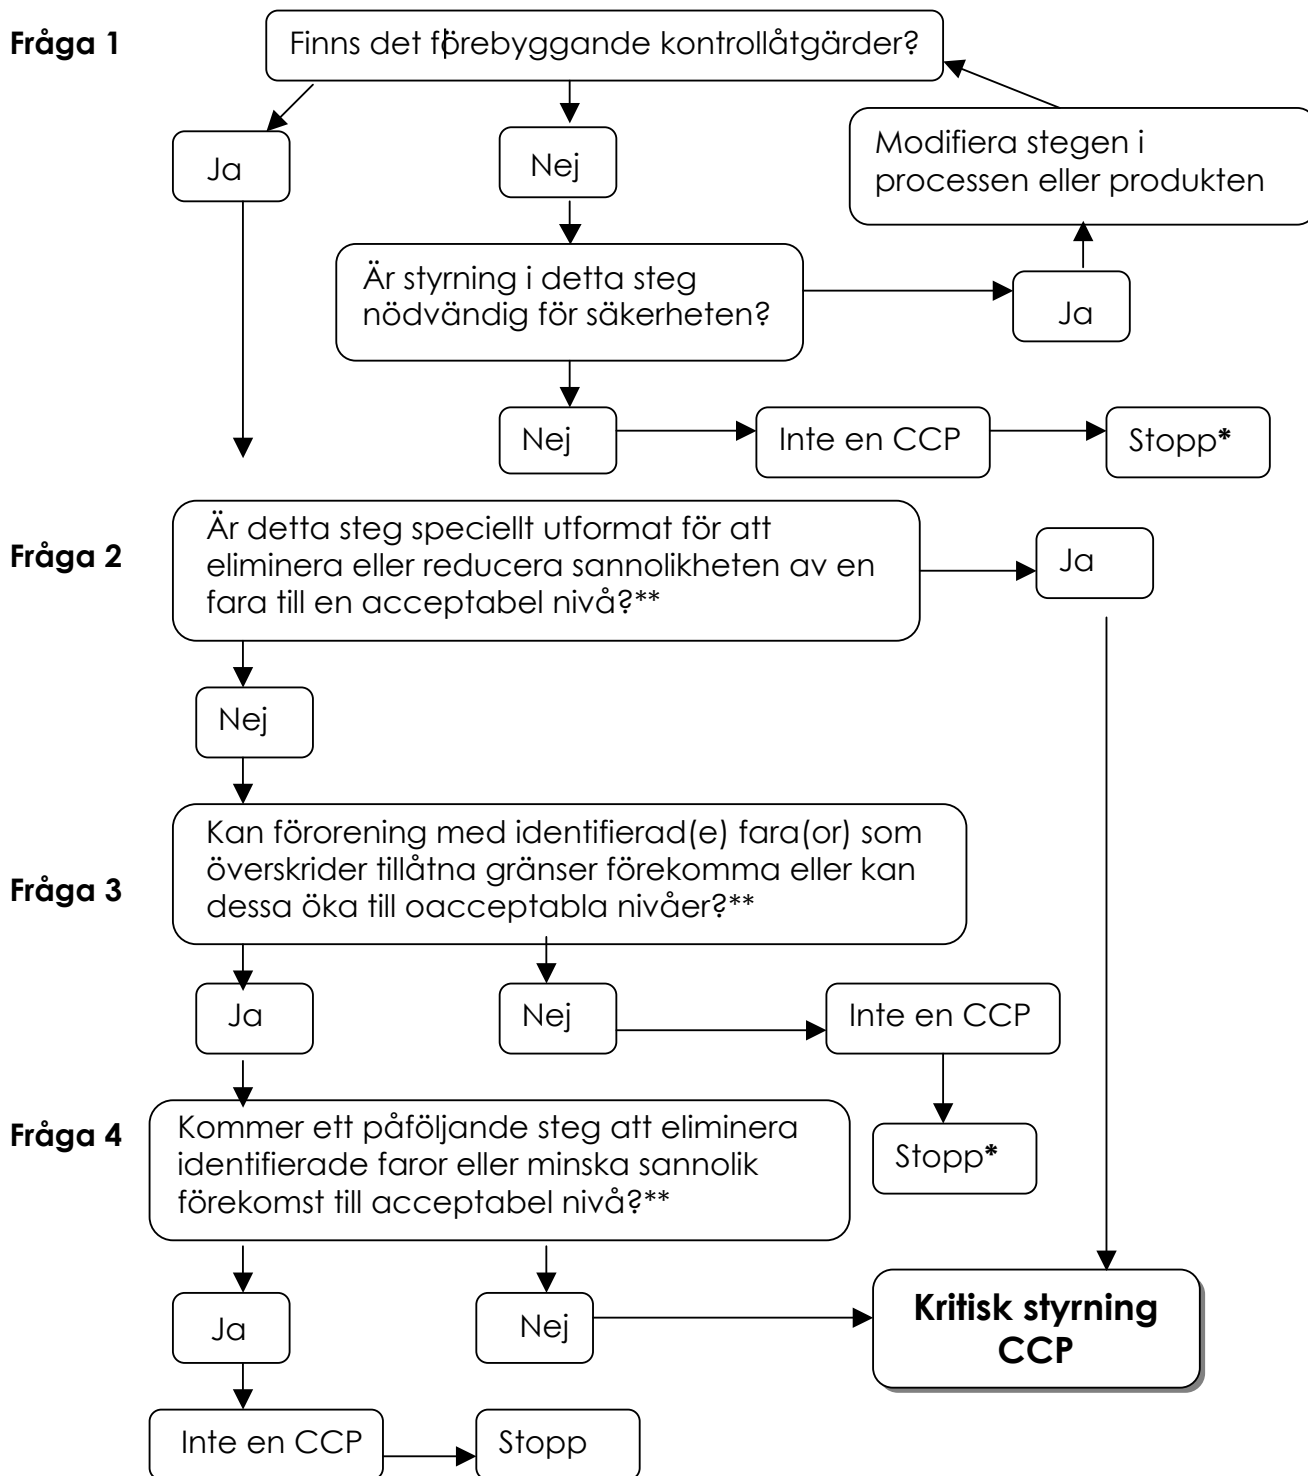 Fråga 1
Finns det förebyggande kontrollåtgärder?
Ja
Nej
Modifiera stegen i
processen eller produkten
Är styrning i detta steg
nödvändig för säkerheten?
Ja
Nej
Inte en CCP
Stopp*
Fråga 2
Är detta steg speciellt utformat för att
eliminera eller reducera sannolikheten av en
fara till en acceptabel nivå?**
Ja
Nej
Fråga 3
Kan förorening med identifierad(e) fara(or) som
överskrider tillåtna gränser förekomma eller kan
dessa öka till oacceptabla nivåer?**
Ja
Nej
Inte en CCP
Stopp*
Fråga 4
Kommer ett påföljande steg att eliminera
identifierade faror eller minska sannolik
förekomst till acceptabel nivå?**
Ja
Nej
Kritisk styrning
CCP
Inte en CCP
Stopp